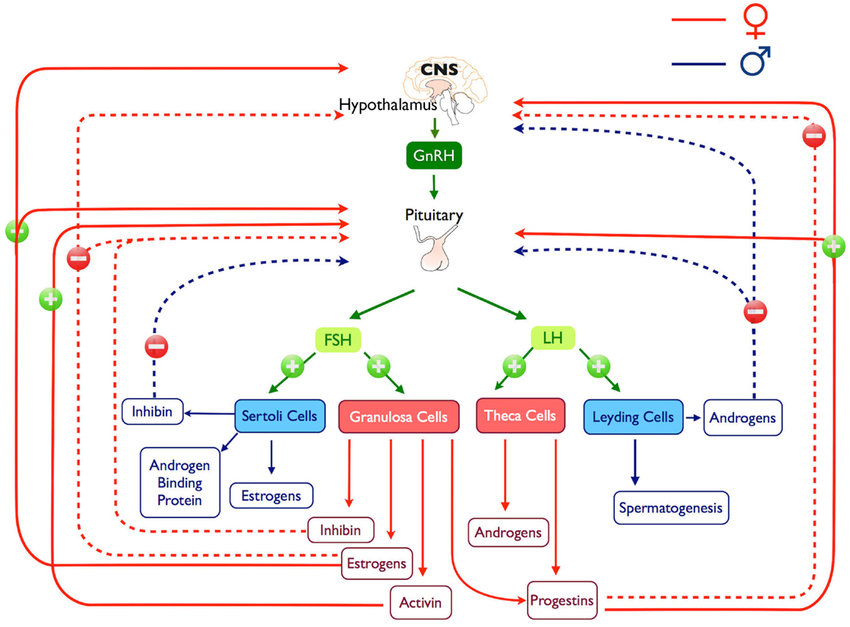 CNS
Hypothalamus
GnRH
Pituitary
FSH
LH
Inhibin
Sertoli Cells
Granulosa Cells
Theca Cells
Leyding Cells
Androgens
Androgen
Binding
Protein
Estrogens
Spermatogenesis
Inhibin
Androgens
Estrogens
Activin
Progestins